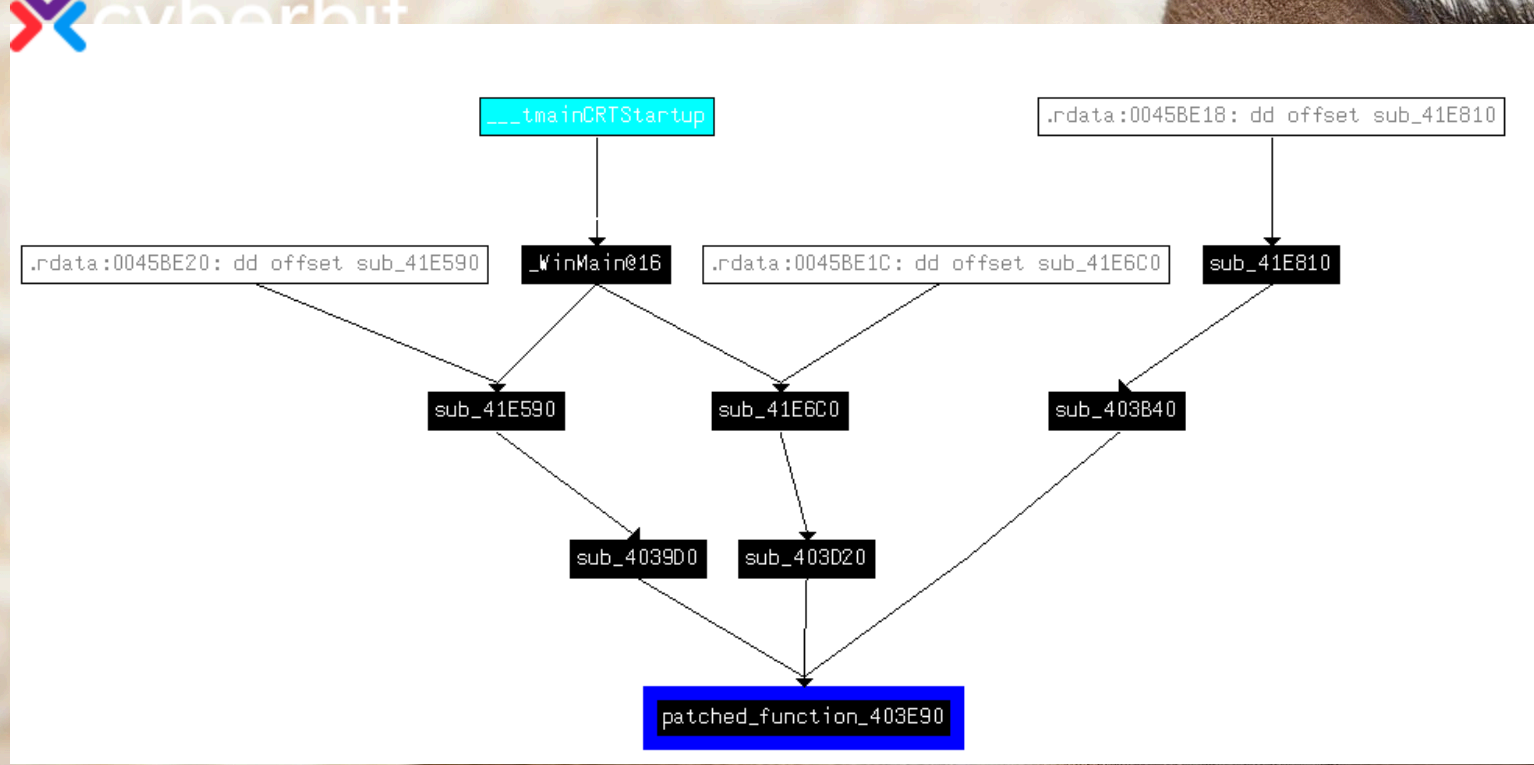 cyberbit
___tmainCRTStartup
.rdata:0045BE18: dd offset sub_41E810
.rdata:0045BE20: dd offset sub_41E590
_WinMain@16
.rdata:0045BE1C: dd offset sub_41E6C0
sub_41E810
sub_41E590
sub_41E6C0
sub_403B40
sub_4039D0
sub_403D20
patched_function_403E90